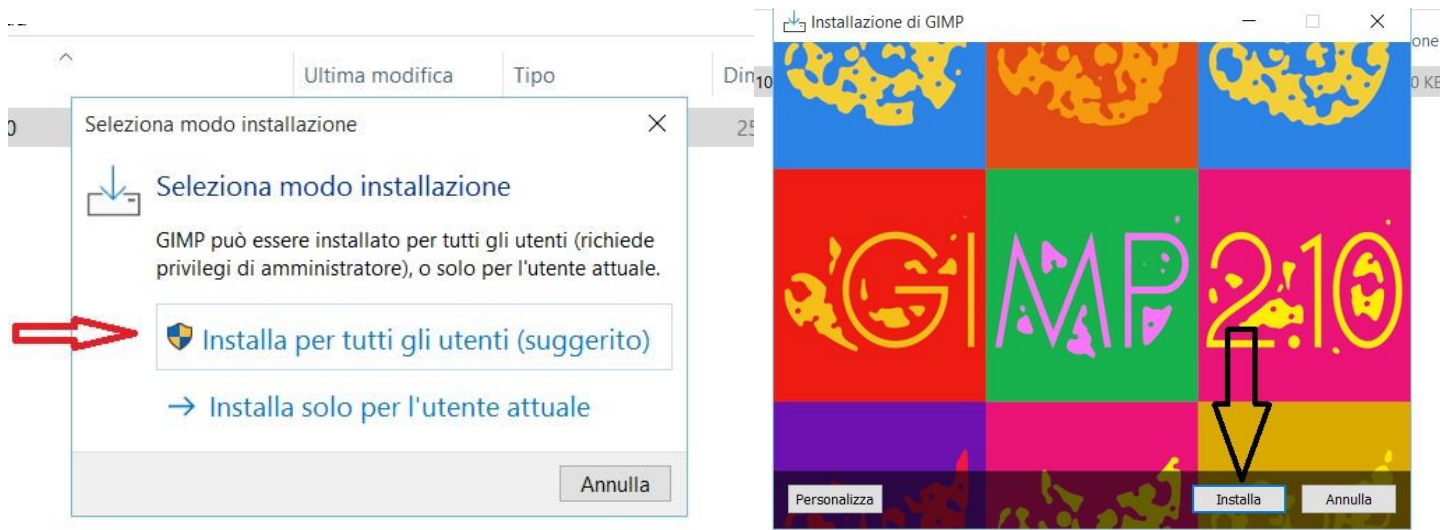 Ultima modifica Tipo
Seleziona modo installazione
Seleziona modo installazione
GIMP può essere installato per tutti gli utenti (richiede
privilegi di amministratore), o solo per l'utente attuale.
Installa per tutti gli utenti (suggerito)
Installa solo per l'utente attuale
Annulla
Installazione di GIMP
GIMP 2.10
Personalizza Installa Annulla